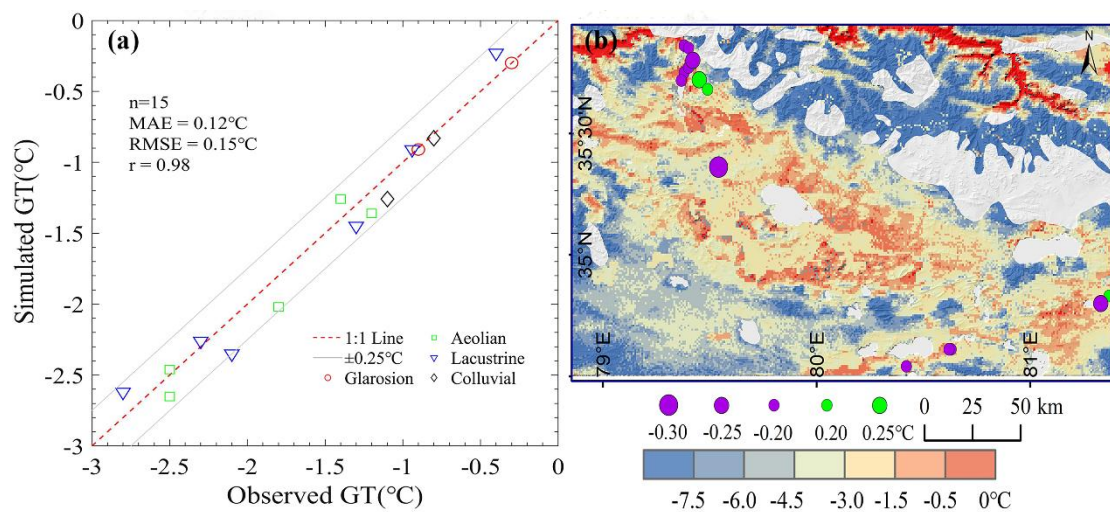 (a)
n=15
MAE = 0.12℃
RMSE = 0.15℃
r = 0.98
1:1 Line
±0.25℃
Glarosion
Aeolian
Lacustrine
Colluvial
0
-0.5
-1
-1.5
-2
-2.5
-3
Simulated GT(℃)
-3
-2.5
-2
-1.5
-1
-0.5
0
Observed GT(℃)
(b)
N
35°30'N
35°N
79°E
80°E
81°E
-0.30
-0.25
-0.20
0.20
0.25℃
0
25
50 km
-7.5
-6.0
-4.5
-3.0
-1.5
-0.5
0℃